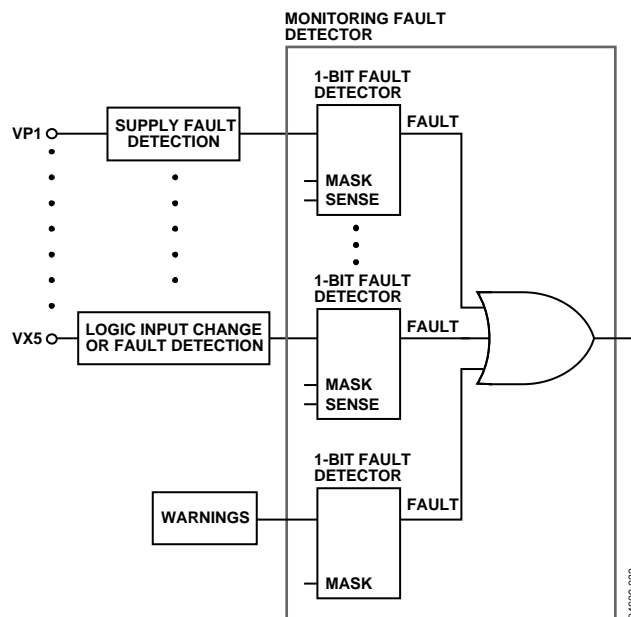 MONITORING FAULT
DETECTOR
1-BIT FAULT
DETECTOR
VP1
SUPPLY FAULT
DETECTION
FAULT
MASK
SENSE
1-BIT FAULT
DETECTOR
VX5
LOGIC INPUT CHANGE
OR FAULT DETECTION
FAULT
MASK
SENSE
1-BIT FAULT
DETECTOR
WARNINGS
FAULT
MASK